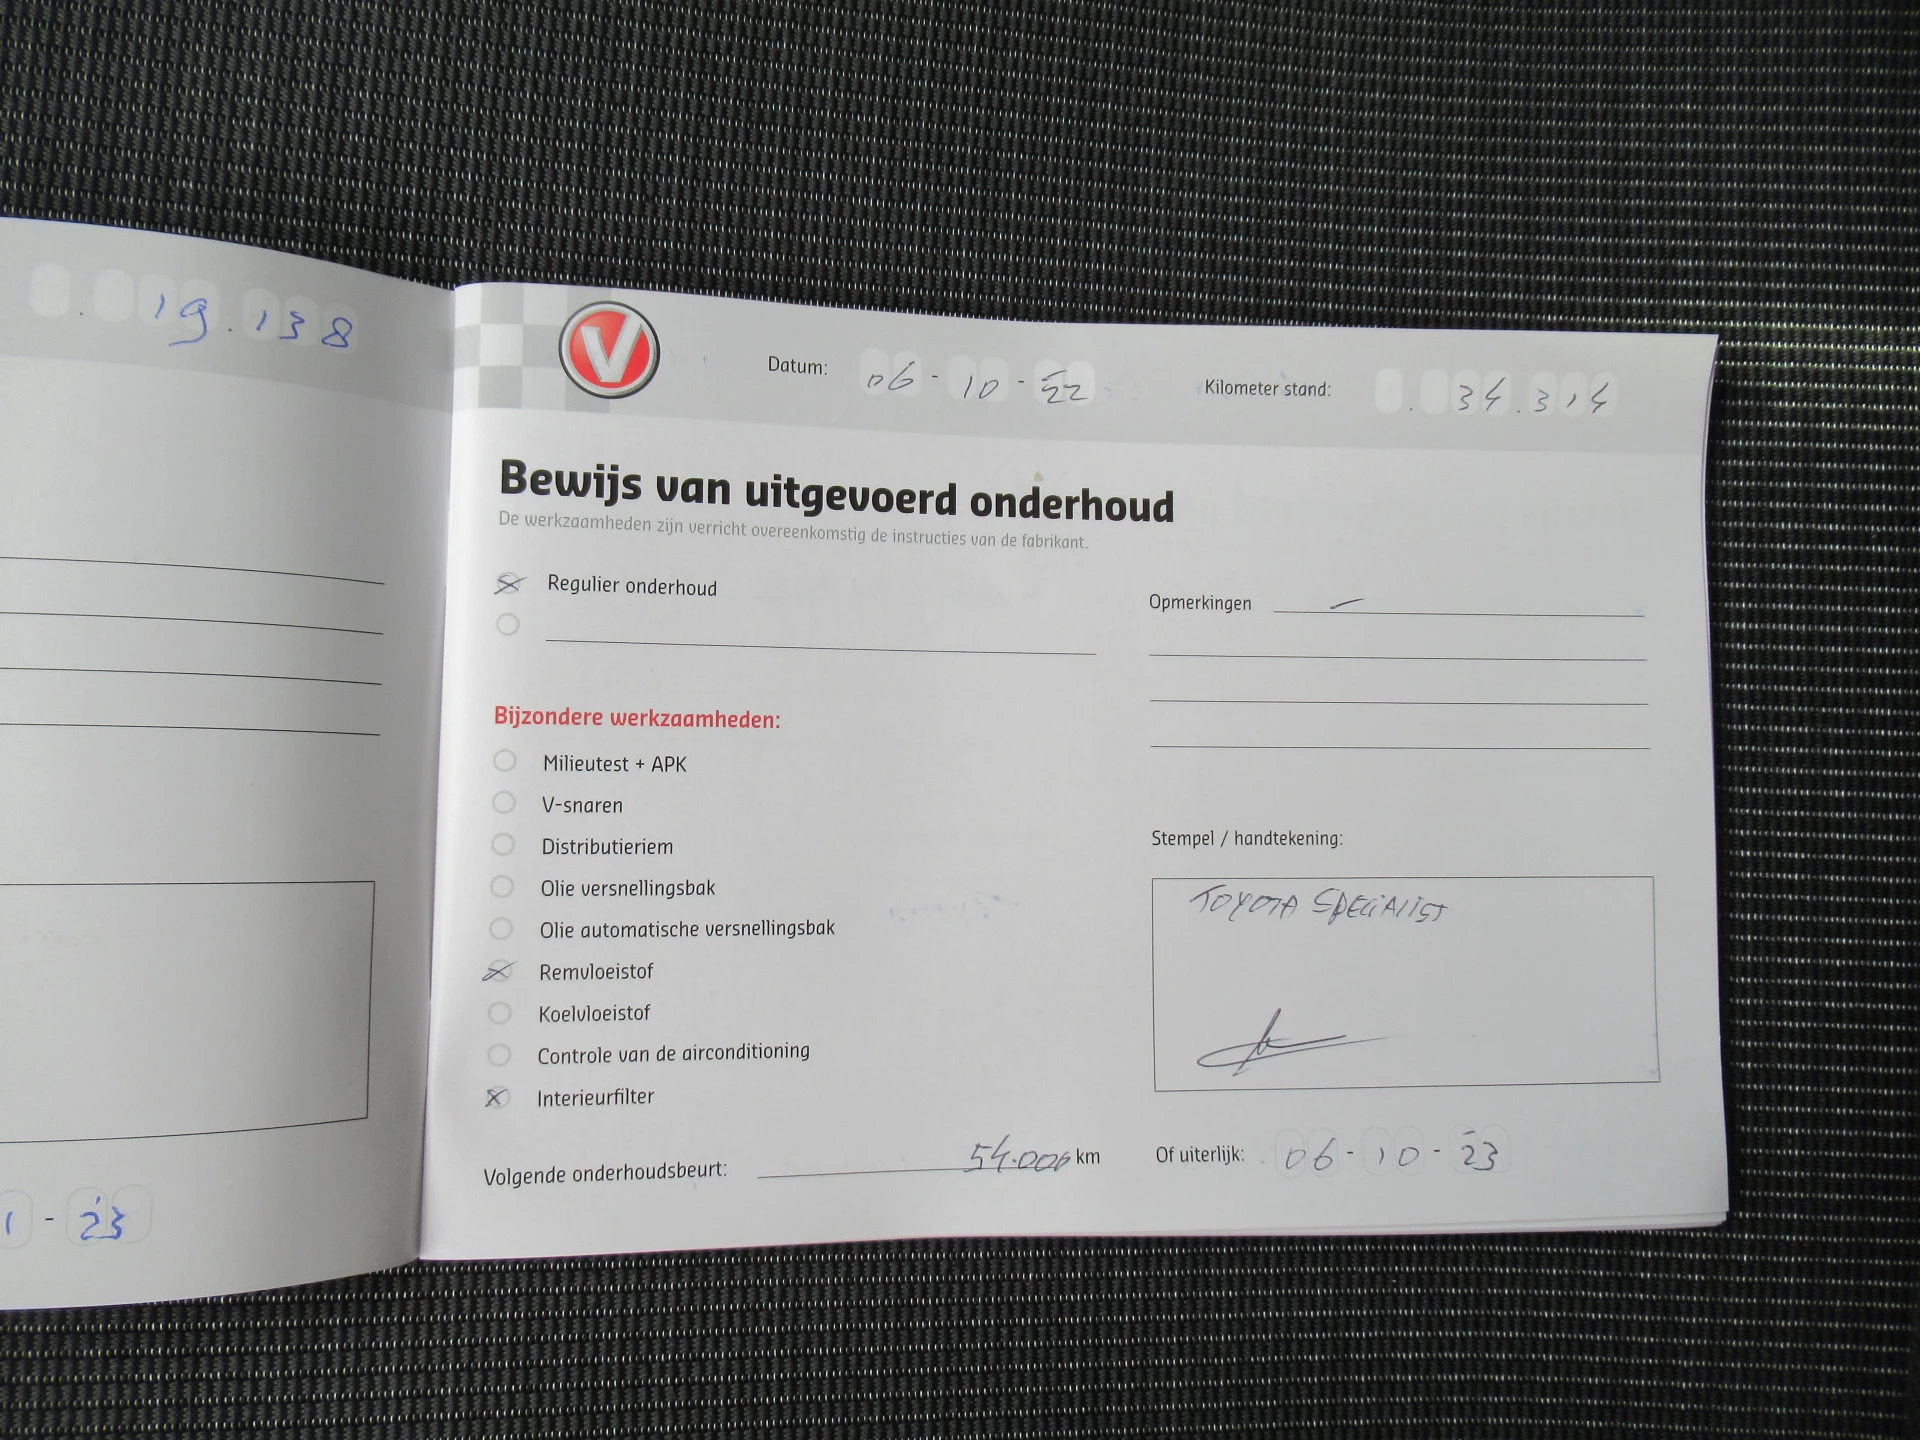 19.138
1 - 23
V
Datum: 06 - 10 - 22 Kilometer stand: . 34.314
Bewijs van uitgevoerd onderhoud
De werkzaamheden zijn verricht overeenkomstig de instructies van de fabrikant.
Regulier onderhoud
Opmerkingen —
Bijzondere werkzaamheden:
Milieutest + APK
V-snaren
Distributieriem
Olie versnellingsbak
Olie automatische versnellingsbak
Remvloeistof
Koelvloeistof
Controle van de airconditioning
Interieurfilter
Stempel / handtekening:
TOYOTA SPECIALIST
Volgende onderhoudsbeurt: 54.000 km Of uiterlijk: 06 - 10 - 23